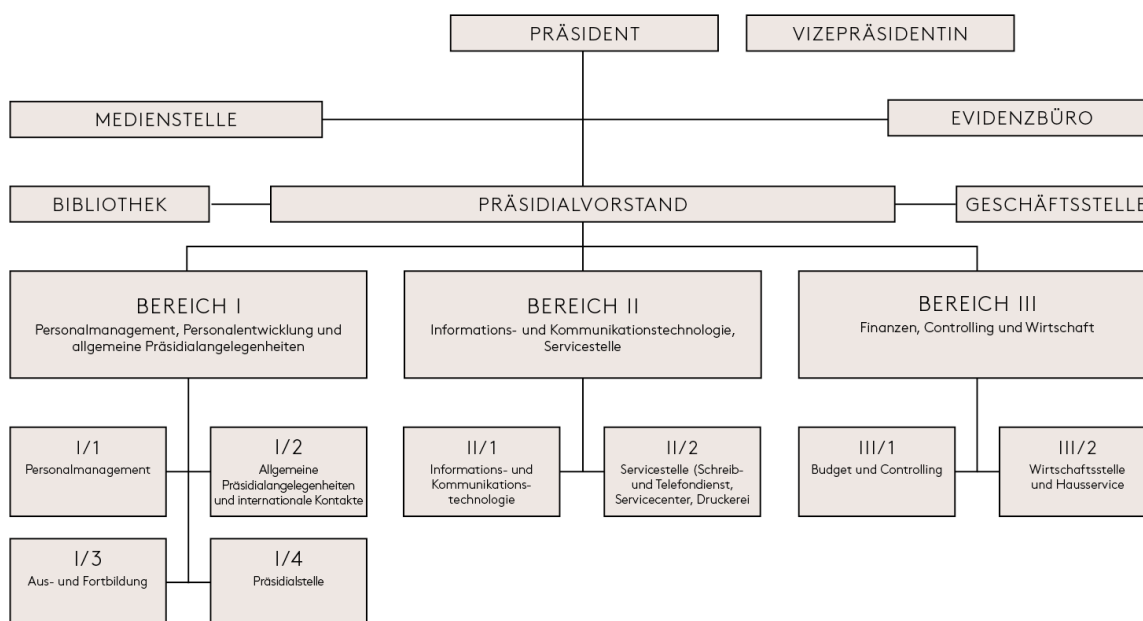 PRÄSIDENT
VIZEPRÄSIDENTIN
MEDIENSTELLE
EVIDENZBÜRO
BIBLIOTHEK
PRÄSIDIALVORSTAND
GESCHÄFTSSTELLE
BEREICH I
Personalmanagement, Personalentwicklung und
allgemeine Präsidialangelegenheiten
BEREICH II
Informations- und Kommunikationstechnologie,
Servicestelle
BEREICH III
Finanzen, Controlling und Wirtschaft
I/1
Personalmanagement
I/2
Allgemeine
Präsidialangelegenheiten
und internationale Kontakte
II/1
Informations- und
Kommunikations-
technologie
II/2
Servicestelle (Schreib-
und Telefondienst,
Servicecenter, Druckerei
III/1
Budget und Controlling
III/2
Wirtschaftsstelle
und Hausservice
I/3
Aus- und Fortbildung
I/4
Präsidialstelle